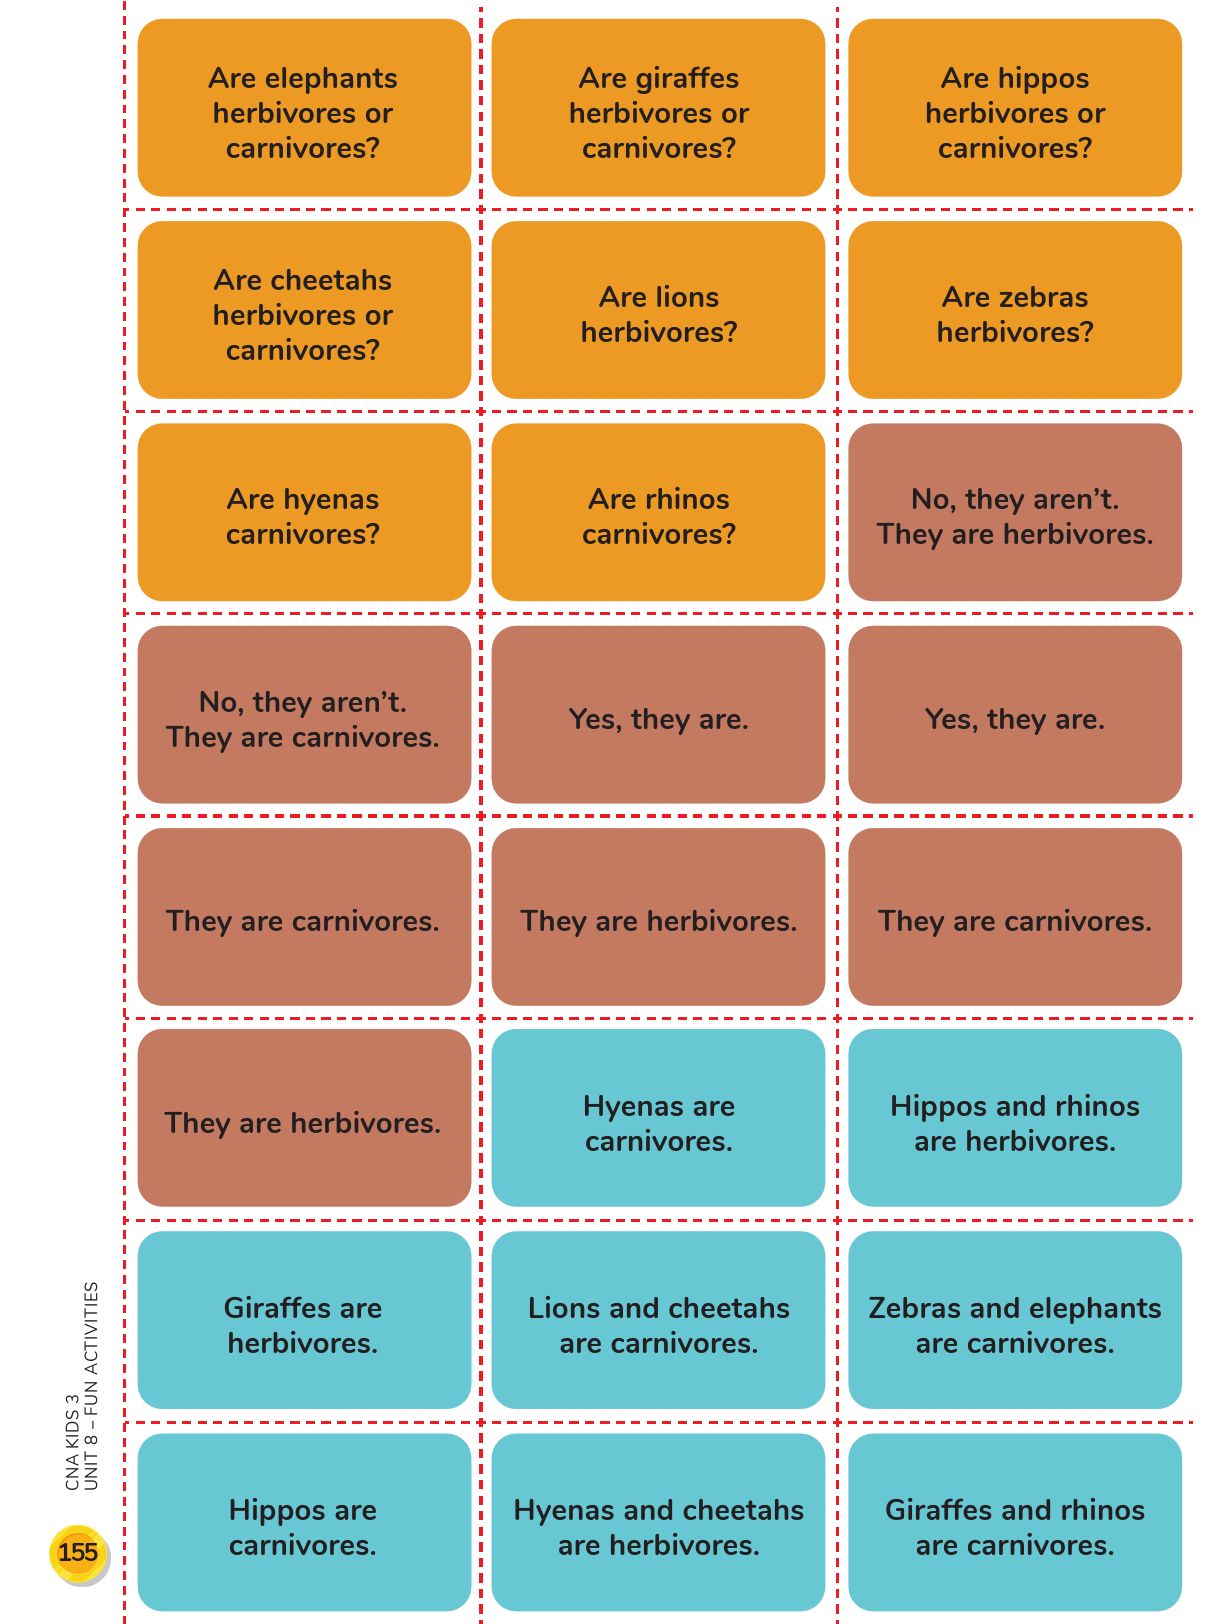 Are elephants
herbivores or
carnivores?
Are giraffes
herbivores or
carnivores?
Are hippos
herbivores or
carnivores?
Are cheetahs
herbivores or
carnivores?
Are lions
herbivores?
Are zebras
herbivores?
Are hyenas
carnivores?
Are rhinos
carnivores?
No, they aren’t.
They are herbivores.
No, they aren’t.
They are carnivores.
Yes, they are.
Yes, they are.
They are carnivores.
They are herbivores.
They are carnivores.
They are herbivores.
Hyenas are
carnivores.
Hippos and rhinos
are herbivores.
Giraffes are
herbivores.
Lions and cheetahs
are carnivores.
Zebras and elephants
are carnivores.
Hippos are
carnivores.
Hyenas and cheetahs
are herbivores.
Giraffes and rhinos
are carnivores.
CNA KIDS 3
UNIT 8 – FUN ACTIVITIES
155